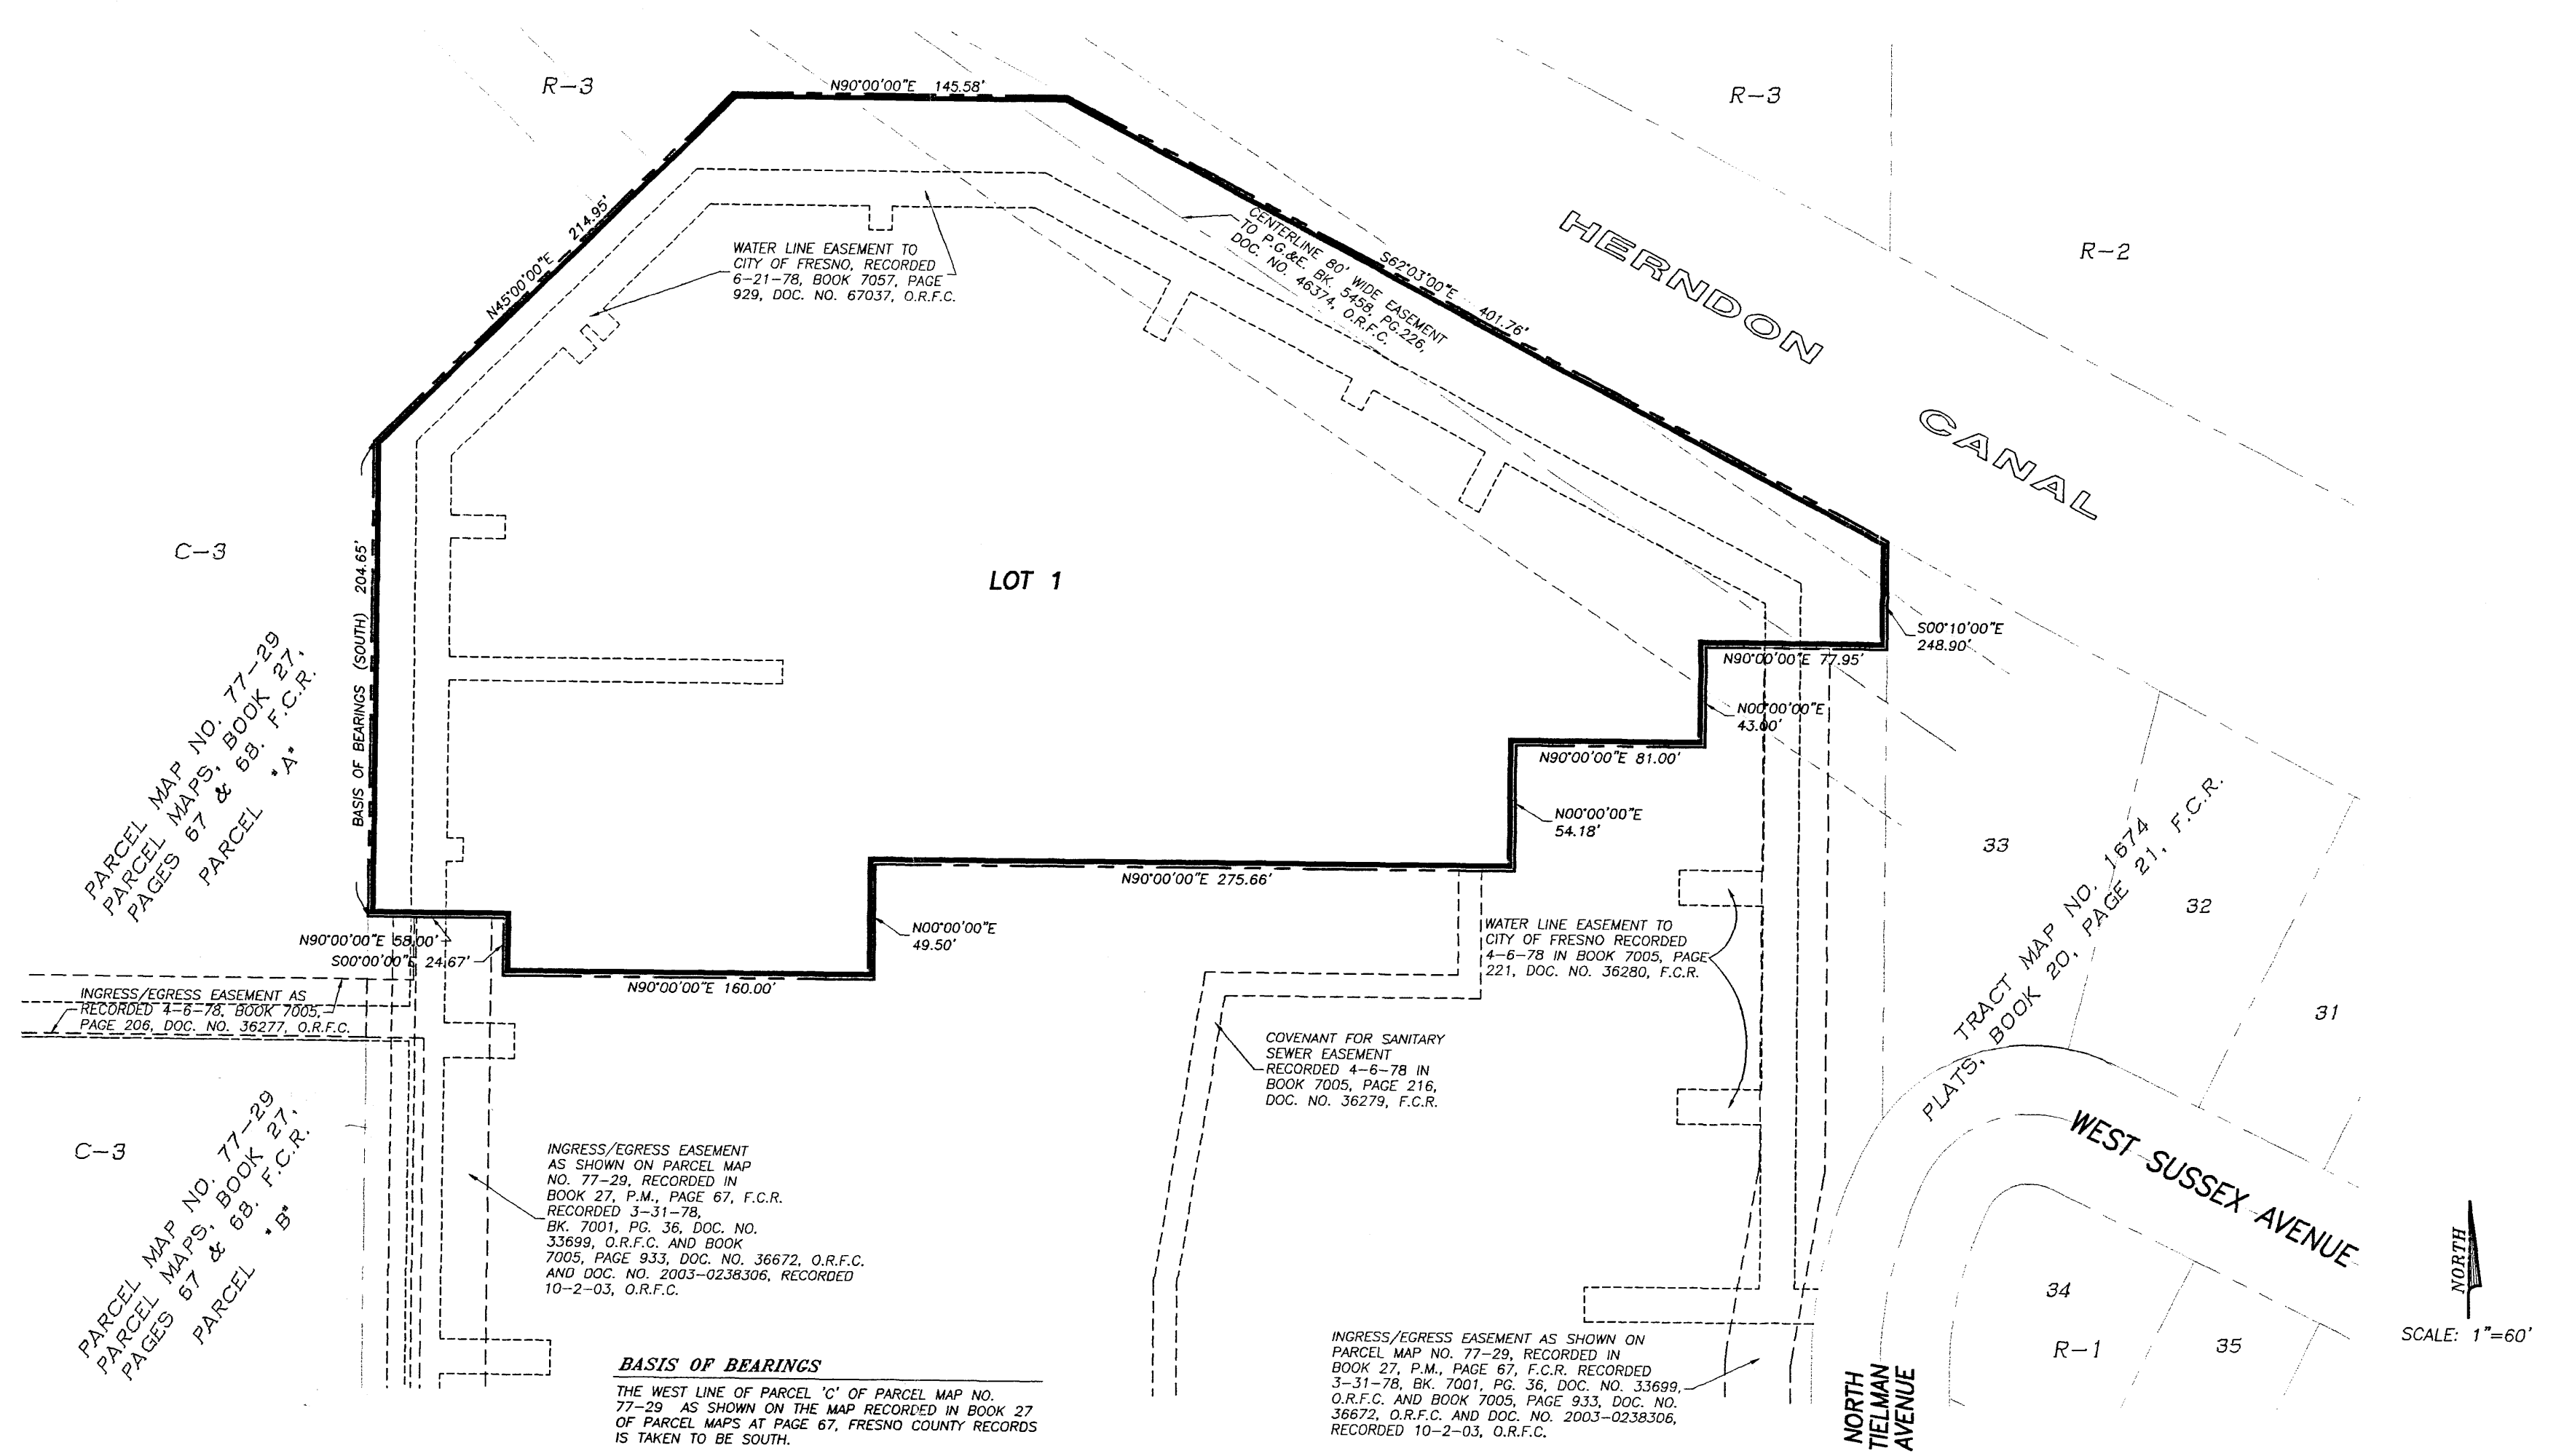 R-3
N90°00'00"E 145.58'
R-3
N45°00'00"E 214.95'
HERNDON CANAL
R-2
WATER LINE EASEMENT TO
CITY OF FRESNO, RECORDED
6-21-78, BOOK 7057, PAGE
929, DOC. NO. 67037, O.R.F.C.
CENTERLINE 80' WIDE EASEMENT
TO P.G.&E. BK. 5458, PG.226,
DOC. NO. 46374, O.R.F.C.
S62°03'00"E 401.76'
C-3
BASIS OF BEARINGS (SOUTH) 204.65'
LOT 1
S00°10'00"E
248.90'
N90°00'00"E 77.95'
N00°00'00"E
43.00'
N90°00'00"E 81.00'
N00°00'00"E
54.18'
PARCEL MAP NO. 77-29
PARCEL MAPS, BOOK 27,
PAGES 67 & 68. F.C.R.
PARCEL "A"
N90°00'00"E 275.66'
N00°00'00"E
49.50'
N90°00'00"E 58.00'
S00°00'00"E 24.67'
N90°00'00"E 160.00'
33
32
31
TRACT MAP NO. 1674
PLATS, BOOK 20, PAGE 21, F.C.R.
WATER LINE EASEMENT TO
CITY OF FRESNO RECORDED
4-6-78 IN BOOK 7005, PAGE
221, DOC. NO. 36280, F.C.R.
INGRESS/EGRESS EASEMENT AS
RECORDED 4-6-78, BOOK 7005,
PAGE 206, DOC. NO. 36277, O.R.F.C.
COVENANT FOR SANITARY
SEWER EASEMENT
RECORDED 4-6-78 IN
BOOK 7005, PAGE 216,
DOC. NO. 36279, F.C.R.
C-3
PARCEL MAP NO. 77-29
PARCEL MAPS, BOOK 27,
PAGES 67 & 68. F.C.R.
PARCEL "B"
INGRESS/EGRESS EASEMENT
AS SHOWN ON PARCEL MAP
NO. 77-29, RECORDED IN
BOOK 27, P.M., PAGE 67, F.C.R.
RECORDED 3-31-78,
BK. 7001, PG. 36, DOC. NO.
33699, O.R.F.C. AND BOOK
7005, PAGE 933, DOC. NO. 36672, O.R.F.C.
AND DOC. NO. 2003-0238306, RECORDED
10-2-03, O.R.F.C.
WEST SUSSEX AVENUE
34
R-1
35
NORTH
SCALE: 1"=60'
INGRESS/EGRESS EASEMENT AS SHOWN ON
PARCEL MAP NO. 77-29, RECORDED IN
BOOK 27, P.M., PAGE 67, F.C.R. RECORDED
3-31-78, BK. 7001, PG. 36, DOC. NO. 33699,
O.R.F.C. AND BOOK 7005, PAGE 933, DOC. NO.
36672, O.R.F.C. AND DOC. NO. 2003-0238306,
RECORDED 10-2-03, O.R.F.C.
NORTH
TIELMAN
AVENUE
BASIS OF BEARINGS
THE WEST LINE OF PARCEL 'C' OF PARCEL MAP NO.
77-29 AS SHOWN ON THE MAP RECORDED IN BOOK 27
OF PARCEL MAPS AT PAGE 67, FRESNO COUNTY RECORDS
IS TAKEN TO BE SOUTH.